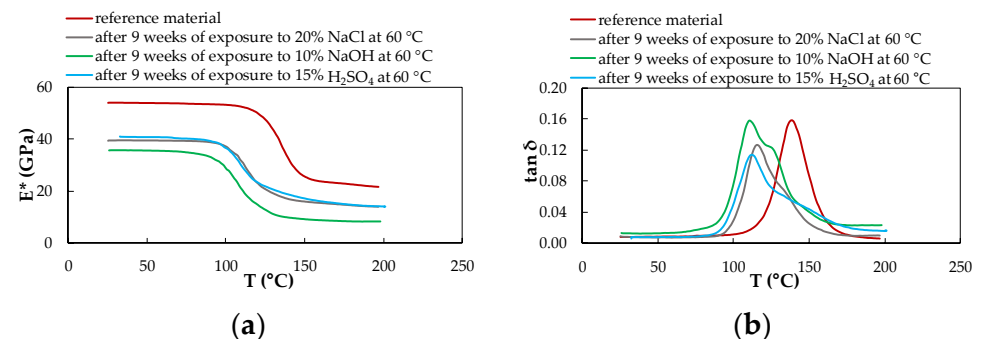 reference material
after 9 weeks of exposure to 20% NaCl at 60 °C
after 9 weeks of exposure to 10% NaOH at 60 °C
after 9 weeks of exposure to 15% H₂SO₄ at 60 °C
60
40
20
0
E* (GPa)
0 50 100 150 200 250
T (°C)
(a)
reference material
after 9 weeks of exposure to 20% NaCl at 60 °C
after 9 weeks of exposure to 10% NaOH at 60 °C
after 9 weeks of exposure to 15% H₂SO₄ at 60 °C
0.20
0.16
0.12
0.08
0.04
0.00
tan δ
0 50 100 150 200 250
T (°C)
(b)